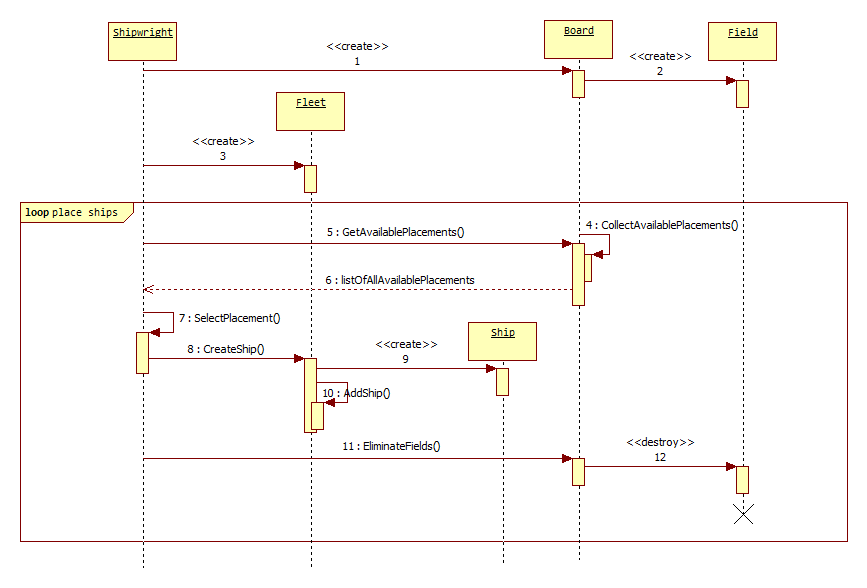 Shipwright
Board
Field
<<create>>
1
<<create>>
2
Fleet
<<create>>
3
loop place ships
4 : CollectAvailablePlacements()
5 : GetAvailablePlacements()
6 : listOfAllAvailablePlacements
7 : SelectPlacement()
Ship
8 : CreateShip()
<<create>>
9
10 : AddShip()
11 : EliminateFields()
<<destroy>>
12